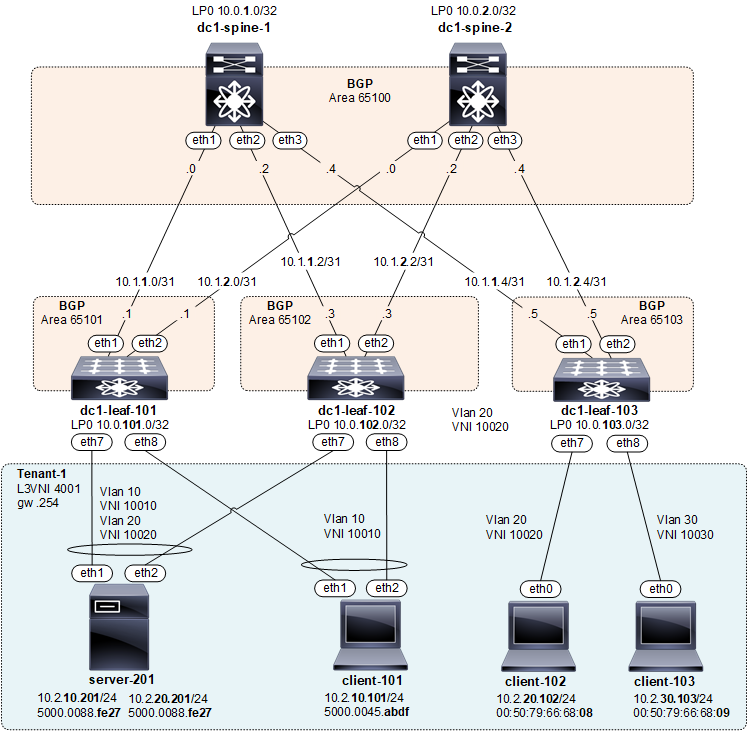 LP0 10.0.1.0/32
dc1-spine-1
LP0 10.0.2.0/32
dc1-spine-2
BGP
Area 65100
eth1
eth2
eth3
eth1
eth2
eth3
.0
.2
.4
.0
.2
.4
10.1.1.0/31
10.1.2.0/31
10.1.1.2/31
10.1.2.2/31
10.1.1.4/31
10.1.2.4/31
BGP
Area 65101
.1
.1
eth1
eth2
BGP
Area 65102
.3
.3
eth1
eth2
BGP
Area 65103
.5
.5
eth1
eth2
dc1-leaf-101
LP0 10.0.101.0/32
eth7
eth8
dc1-leaf-102
LP0 10.0.102.0/32
eth7
eth8
Vlan 20
VNI 10020
dc1-leaf-103
LP0 10.0.103.0/32
eth7
eth8
Tenant-1
L3VNI 4001
gw .254
Vlan 10
VNI 10010
Vlan 20
VNI 10020
Vlan 10
VNI 10010
Vlan 20
VNI 10020
Vlan 30
VNI 10030
eth1
eth2
eth1
eth2
eth0
eth0
server-201
10.2.10.201/24
5000.0088.fe27
10.2.20.201/24
5000.0088.fe27
client-101
10.2.10.101/24
5000.0045.abdf
client-102
10.2.20.102/24
00:50:79:66:68:08
client-103
10.2.30.103/24
00:50:79:66:68:09